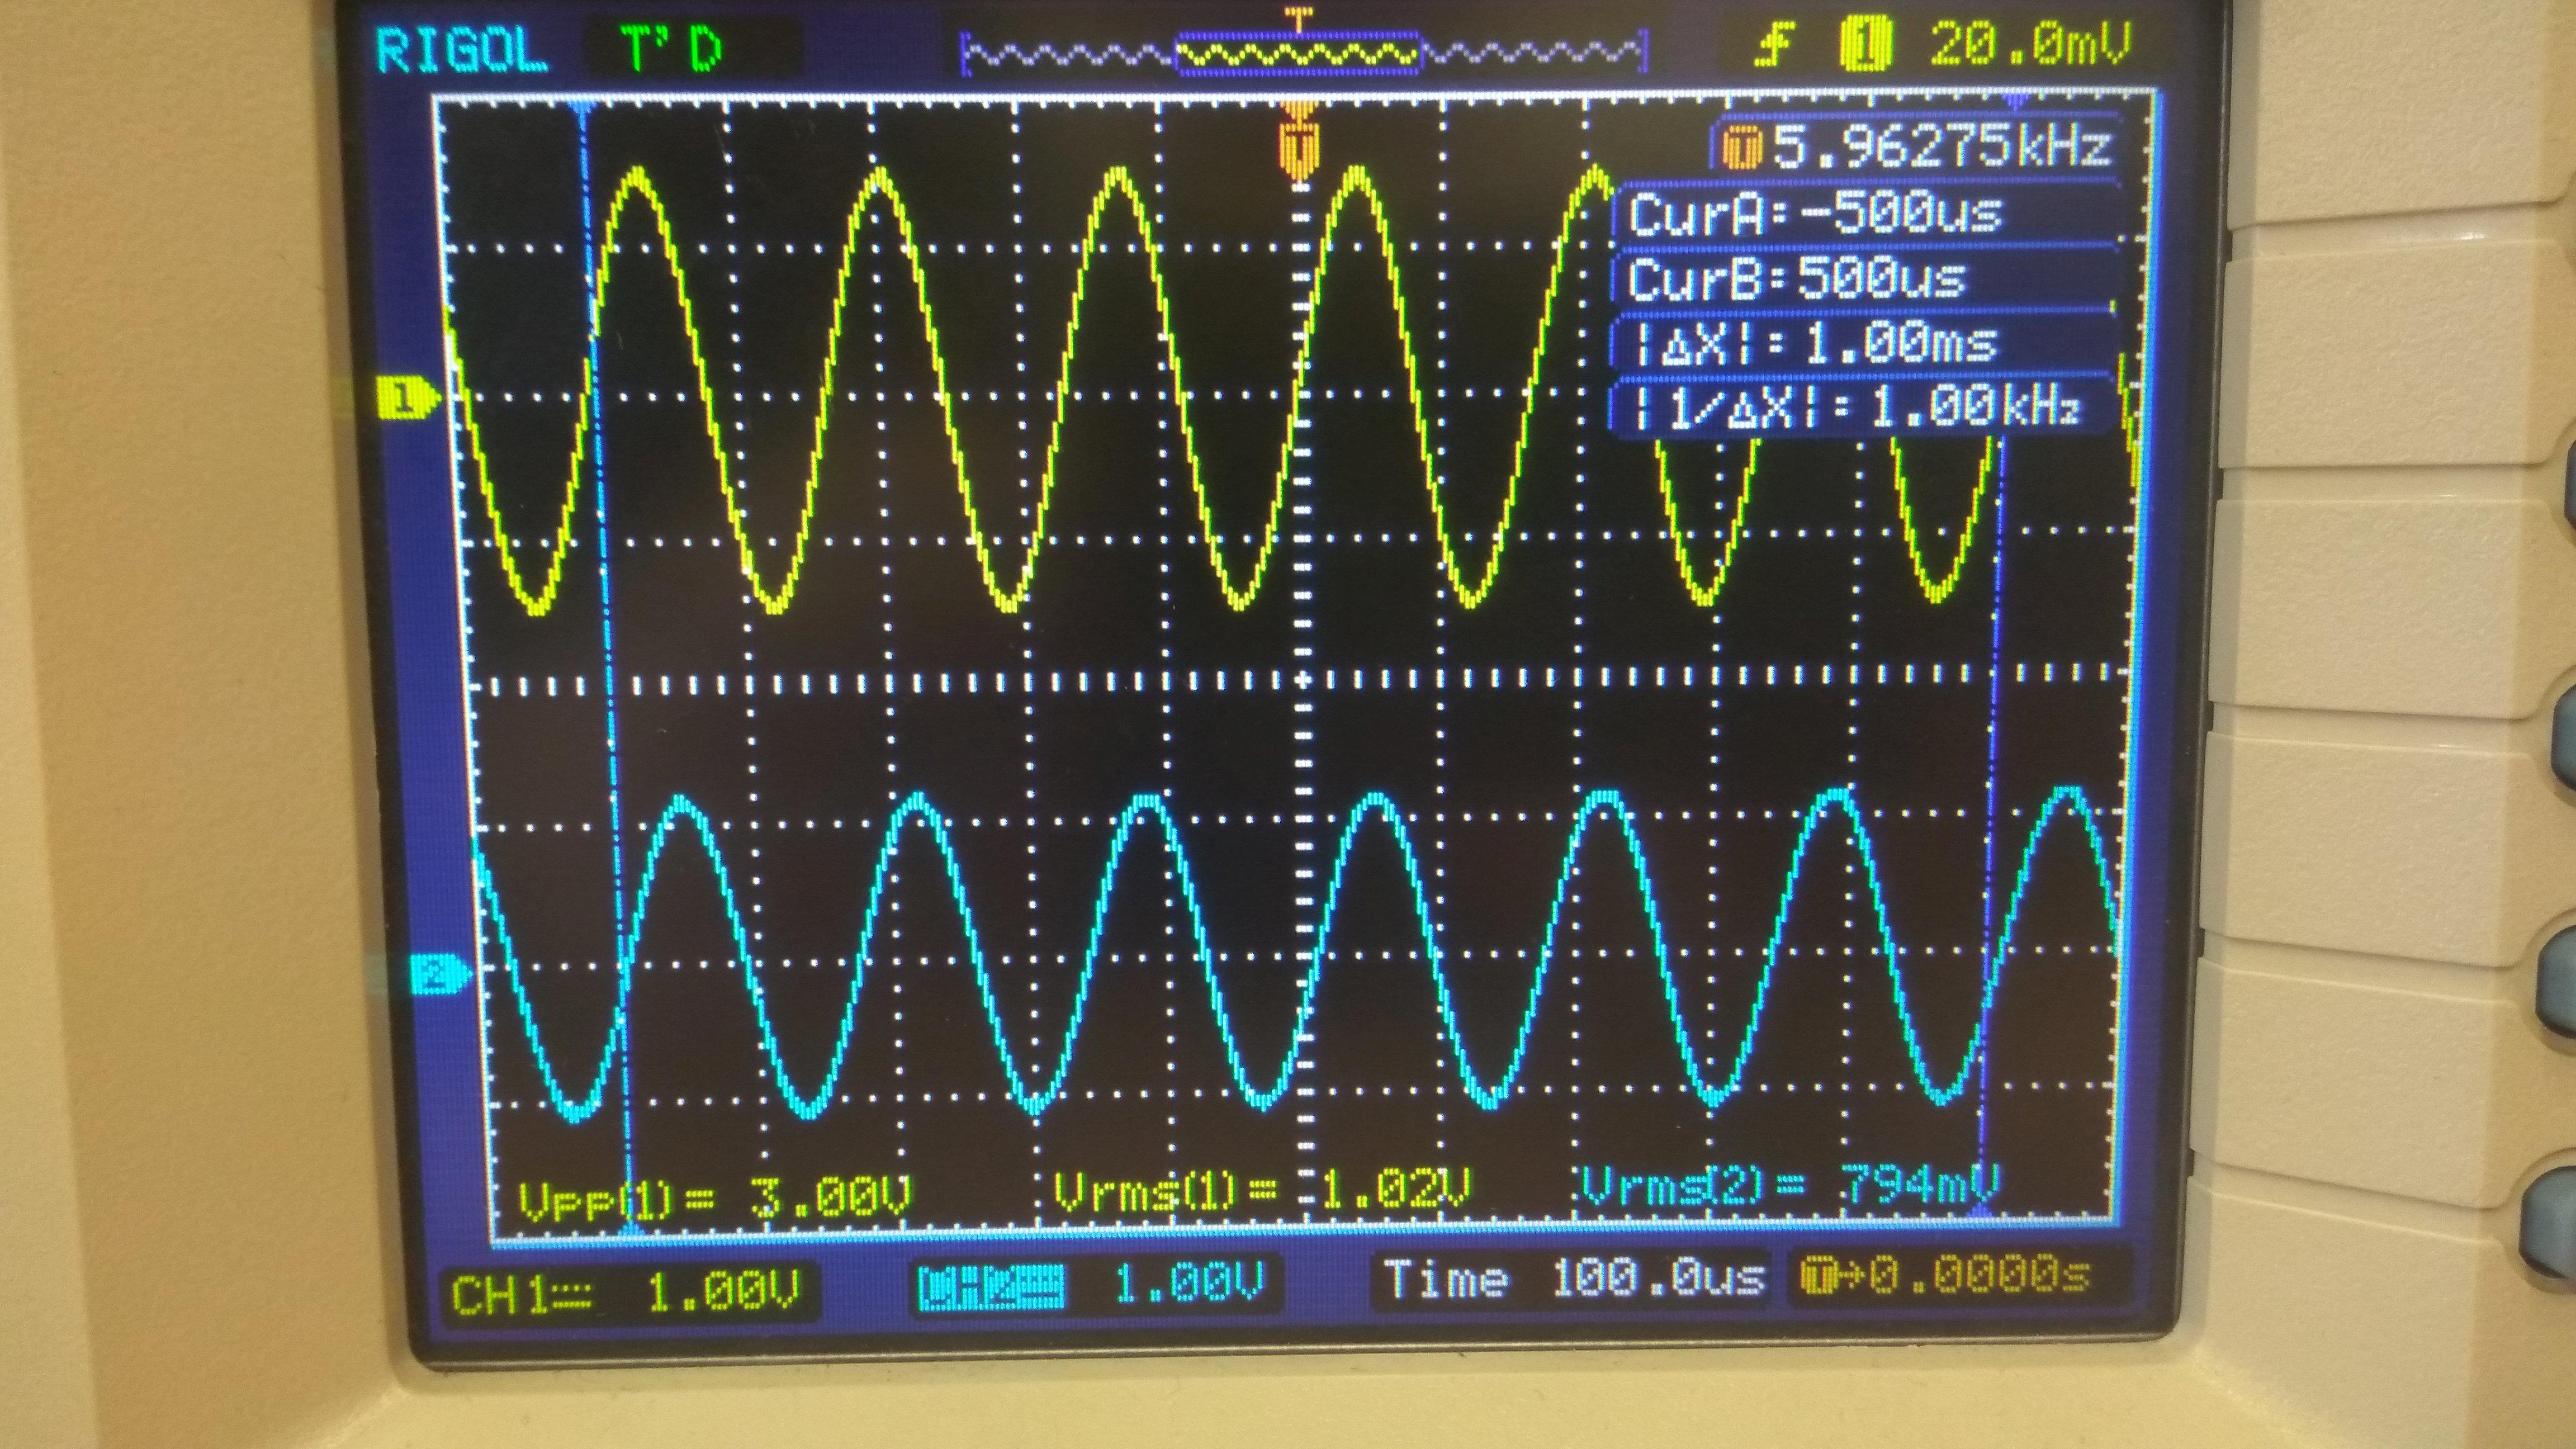 RIGOL T'D T 1 20.0mV
T
T 5.96275kHz
CurA:-500us
CurB:500us
|ΔX|:1.00ms
|1/ΔX|:1.00kHz
1
2
Vpp(1)= 3.00V Vrms(1)= 1.02V Vrms(2)= 794mV
CH1 1.00V CH2 1.00V Time 100.0us T→0.0000s